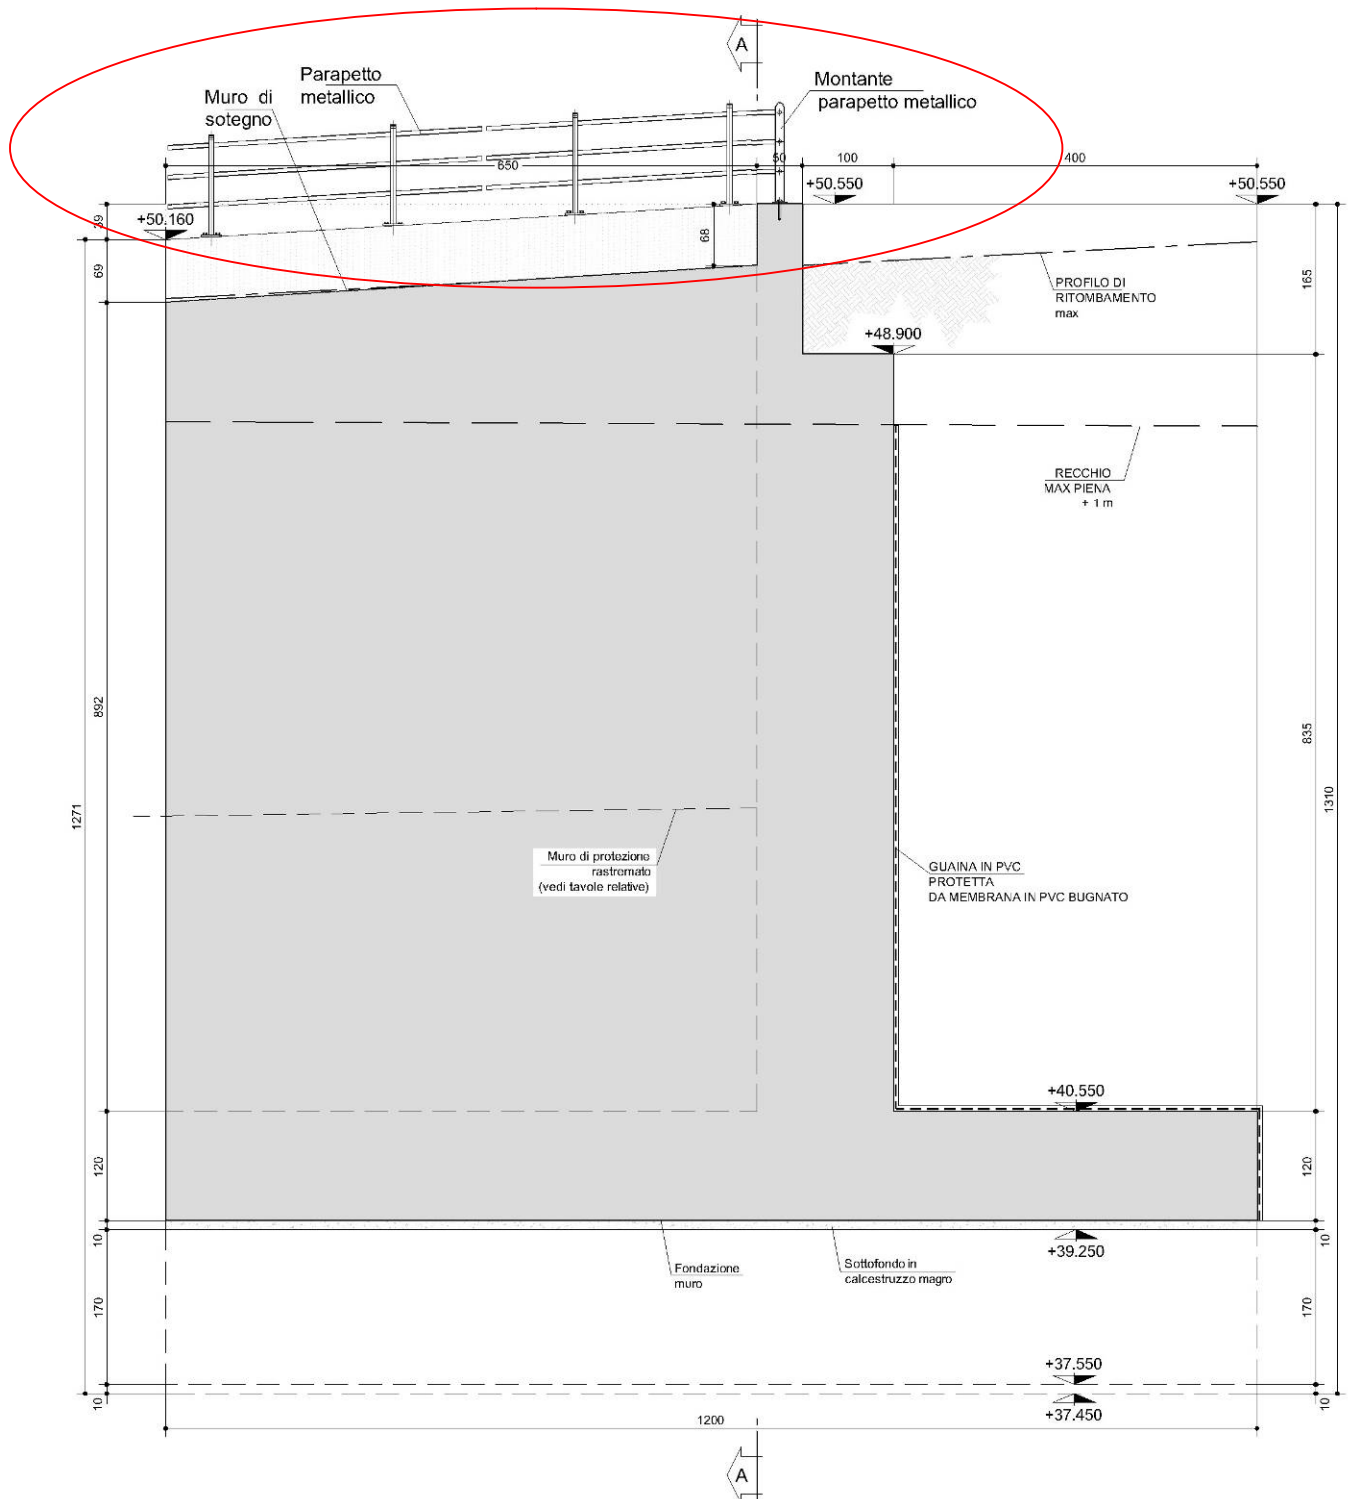 A
Parapetto
metallico
Montante
parapetto metallico
Muro di
sotegno
650
50
100
400
+50.550
+50.550
39
+50.160
68
69
165
PROFILO DI
RITOMBAMENTO
max
+48.900
RECCHIO
MAX PIENA
+ 1 m
892
835
1271
1310
Muro di protezione
rastremato
(vedi tavole relative)
GUAINA IN PVC
PROTETTA
DA MEMBRANA IN PVC BUGNATO
+40.550
120
120
10
10
+39.250
Fondazione
muro
Sottofondo in
calcestruzzo magro
170
170
+37.550
10
10
+37.450
1200
A